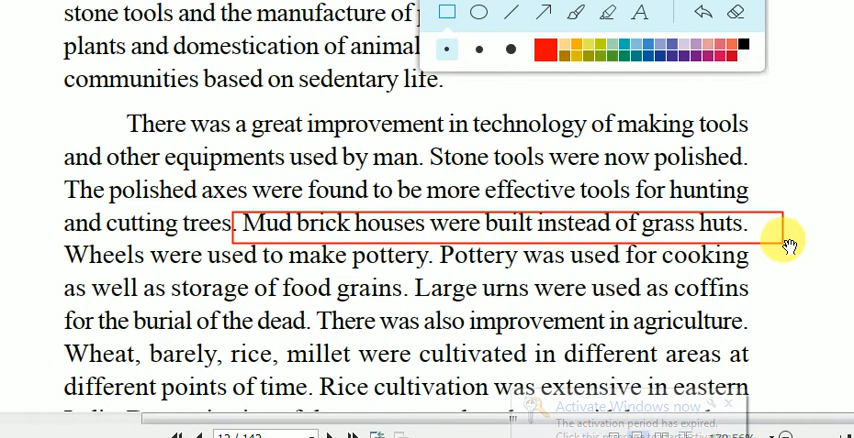 stone tools and the manufacture of
plants and domestication of animal
communities based on sedentary life.
There was a great improvement in technology of making tools
and other equipments used by man. Stone tools were now polished.
The polished axes were found to be more effective tools for hunting
and cutting trees. Mud brick houses were built instead of grass huts.
Wheels were used to make pottery. Pottery was used for cooking
as well as storage of food grains. Large urns were used as coffins
for the burial of the dead. There was also improvement in agriculture.
Wheat, barely, rice, millet were cultivated in different areas at
different points of time. Rice cultivation was extensive in eastern
Activate Windows now
The activation period has expired.
12 / 142
179.56%